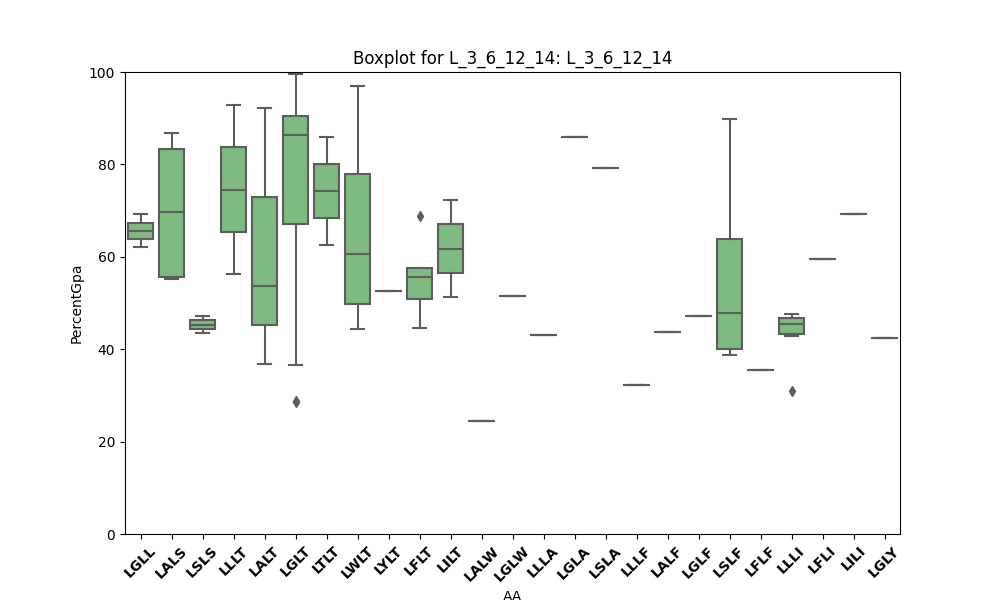 Boxplot for L_3_6_12_14: L_3_6_12_14
100
80
60
40
20
0
PercentGpa
LGLL LALS LSLS LLLT LALT LGLT LTLT LWLT LYLT LFLT LILT LALW LGLW LLLA LGLA LSLA LLLF LALF LGLF LSLF LFLF LLLI LFLI LILI LGLY
AA